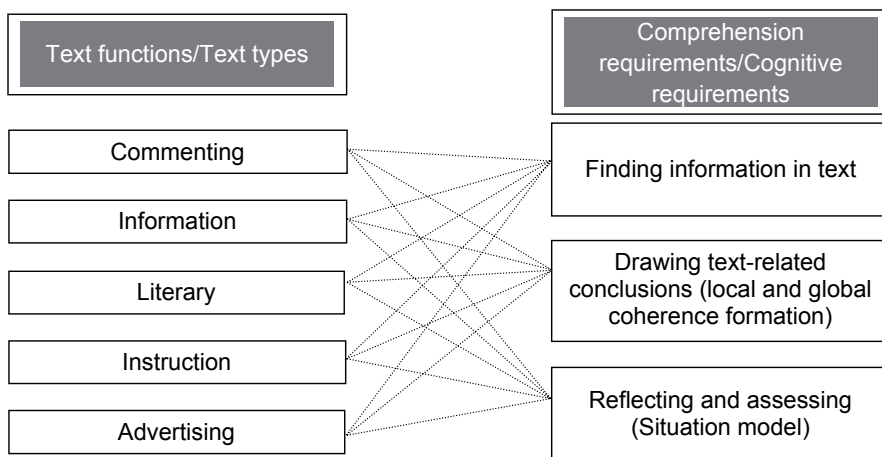 Text functions/Text types
Comprehension
requirements/Cognitive
requirements
Commenting
Information
Literary
Instruction
Advertising
Finding information in text
Drawing text-related
conclusions (local and global
coherence formation)
Reflecting and assessing
(Situation model)